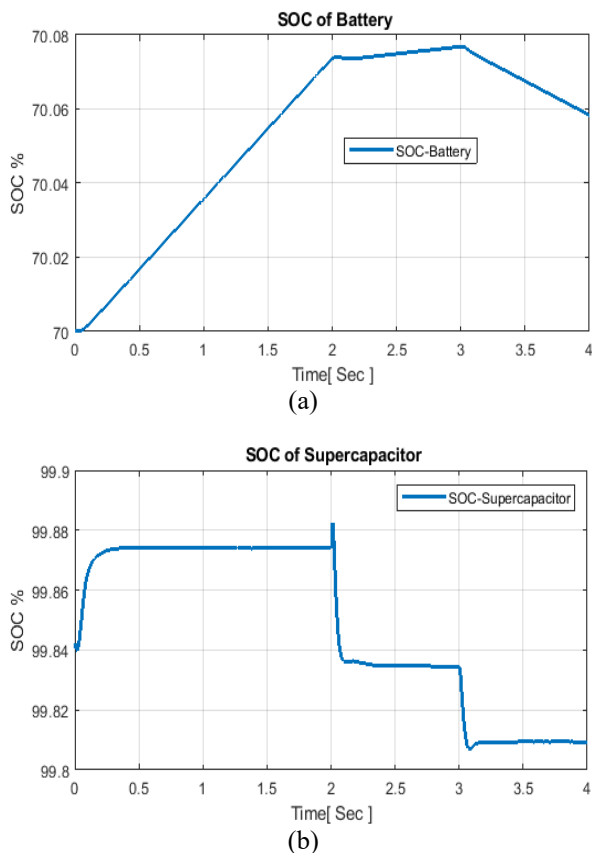 SOC of Battery
70.08
70.06
70.04
70.02
70
SOC %
SOC-Battery
0 0.5 1 1.5 2 2.5 3 3.5 4
Time[ Sec ]
(a)
SOC of Supercapacitor
99.9
99.88
99.86
99.84
99.82
99.8
SOC %
SOC-Supercapacitor
0 0.5 1 1.5 2 2.5 3 3.5 4
Time[ Sec ]
(b)